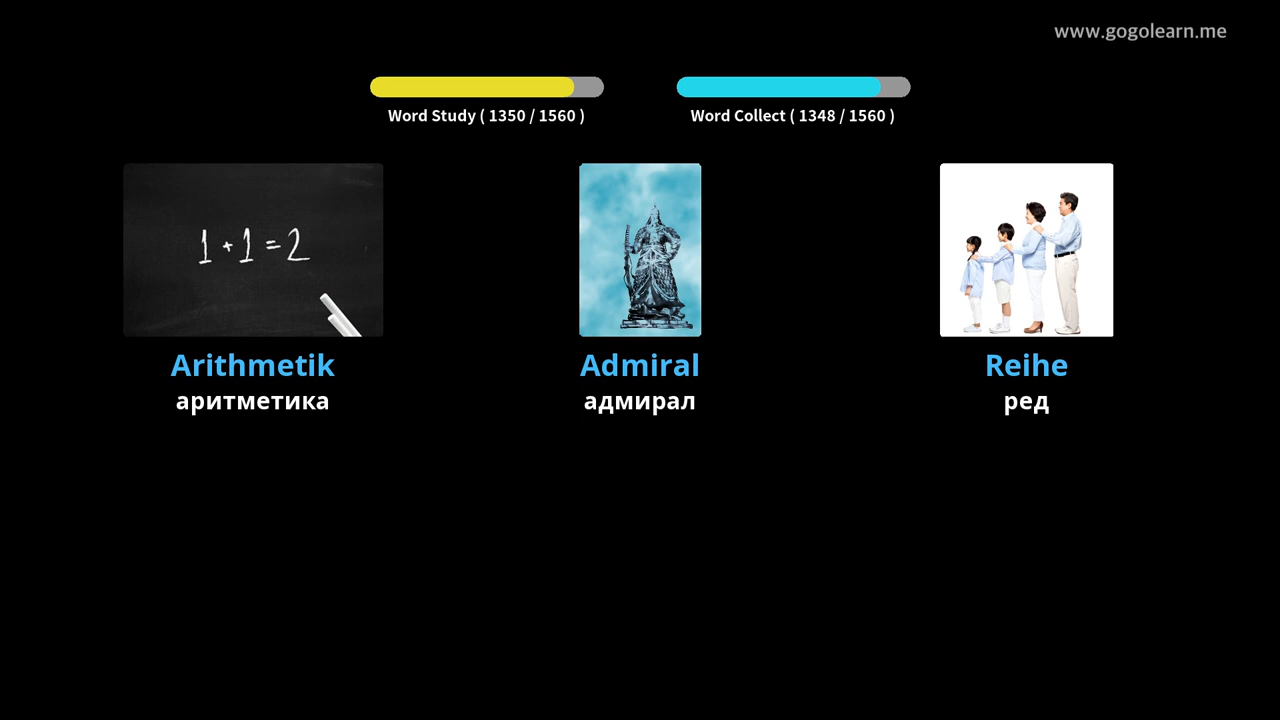 www.gogolearn.me
Word Study ( 1350 / 1560 )
Word Collect ( 1348 / 1560 )
1 + 1 = 2
Arithmetik
аритметика
Admiral
адмирал
Reihe
ред